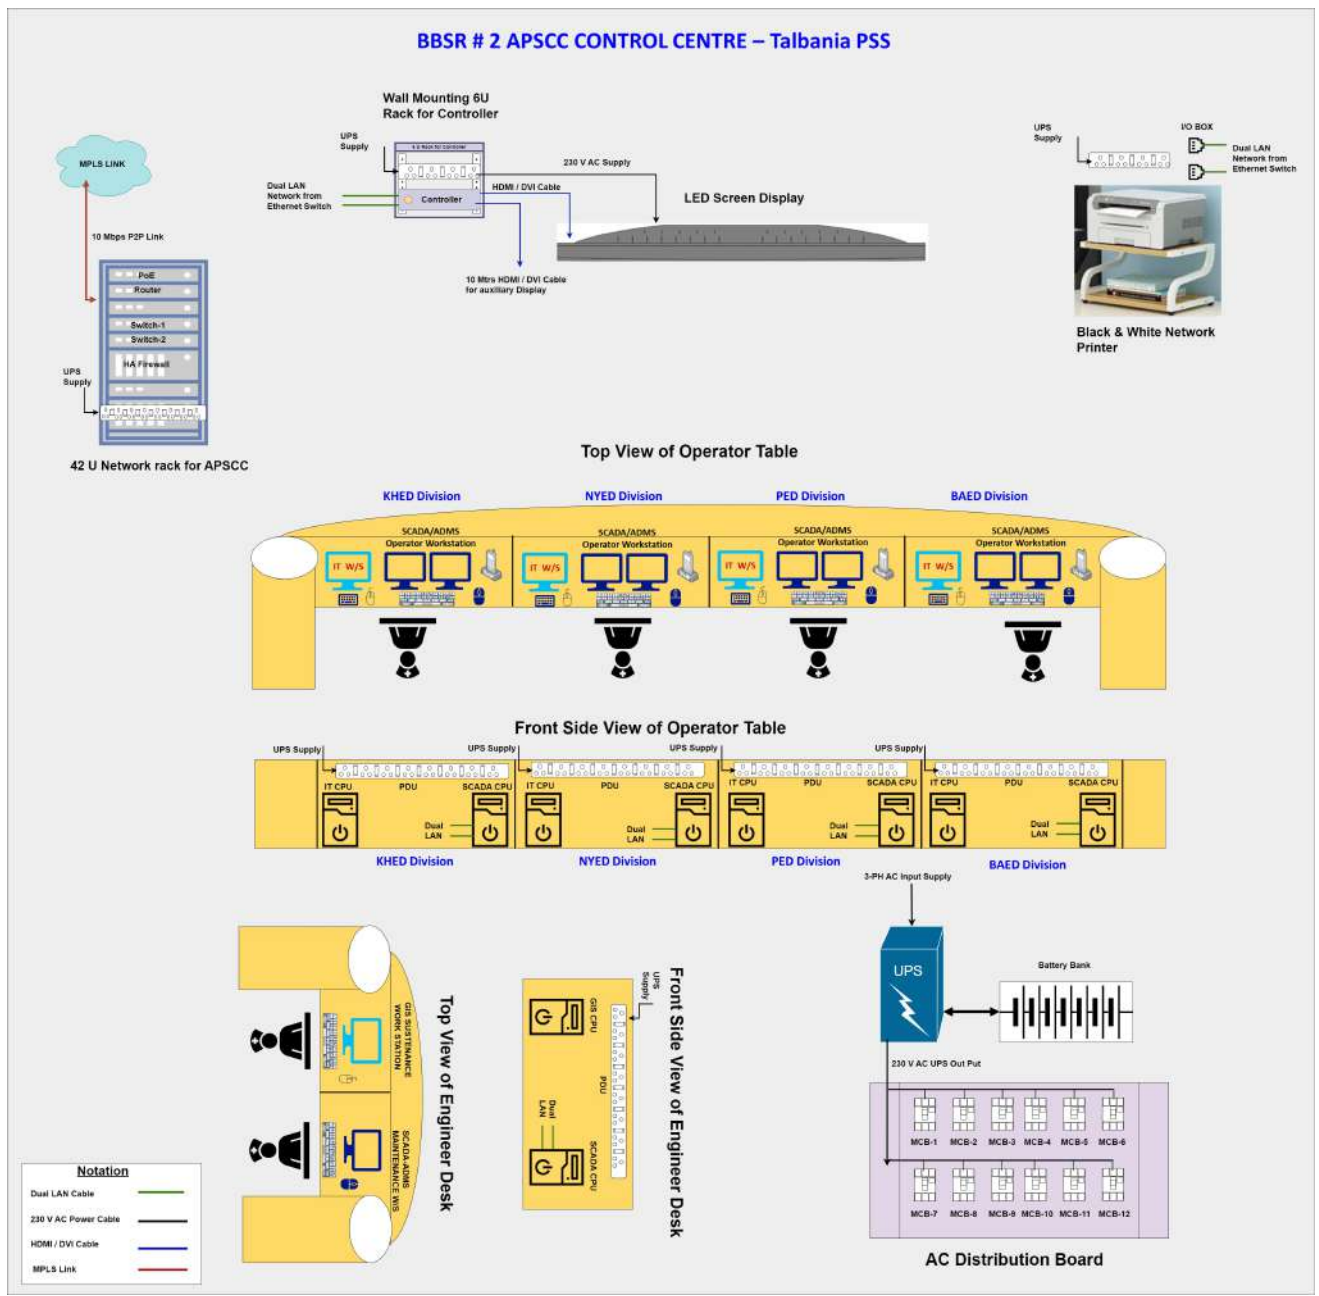 BBSR # 2 APSCC CONTROL CENTRE – Talbania PSS
Wall Mounting 6U
Rack for Controller
UPS
Supply
4 U Rack for Controller
230 V AC Supply
HDMI / DVI Cable
Dual LAN
Network from
Ethernet Switch
Controller
LED Screen Display
10 Mtrs HDMI / DVI Cable
for auxiliary Display
UPS
Supply
I/O BOX
Dual LAN
Network from
Ethernet Switch
Black & White Network
Printer
MPLS LINK
10 Mbps P2P Link
PoE
Router
Switch-1
Switch-2
HA Firewall
UPS
Supply
42 U Network rack for APSCC
Top View of Operator Table
KHED Division
NYED Division
PED Division
BAED Division
SCADA/ADMS
Operator Workstation
IT W/S
SCADA/ADMS
Operator Workstation
IT W/S
SCADA/ADMS
Operator Workstation
IT W/S
SCADA/ADMS
Operator Workstation
IT W/S
Front Side View of Operator Table
UPS Supply
UPS Supply
UPS Supply
UPS Supply
IT CPU
PDU
SCADA CPU
IT CPU
PDU
SCADA CPU
IT CPU
PDU
SCADA CPU
IT CPU
PDU
SCADA CPU
Dual
LAN
Dual
LAN
Dual
LAN
Dual
LAN
KHED Division
NYED Division
PED Division
BAED Division
3-PH AC Input Supply
UPS
Battery Bank
230 V AC UPS Out Put
MCB-1
MCB-2
MCB-3
MCB-4
MCB-5
MCB-6
MCB-7
MCB-8
MCB-9
MCB-10
MCB-11
MCB-12
AC Distribution Board
GIS SUSTENANCE
WORK STATION
SCADA-ADMS
MAINTENANCE W/S
Top View of Engineer Desk
UPS
Supply
GIS CPU
PDU
Dual
LAN
SCADA CPU
Front Side View of Engineer Desk
Notation
Dual LAN Cable
230 V AC Power Cable
HDMI / DVI Cable
MPLS Link